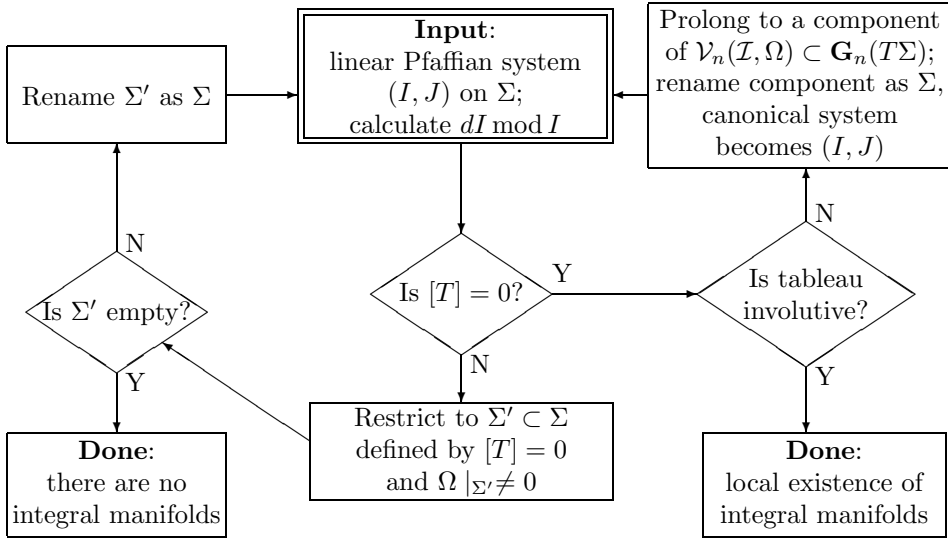 Rename Σ′ as Σ
Input:
linear Pfaffian system
(I, J) on Σ;
calculate dI mod I
Prolong to a component
of 𝒱ₙ(ℐ, Ω) ⊂ 𝐆ₙ(TΣ);
rename component as Σ,
canonical system
becomes (I, J)
N
Is Σ′ empty?
Y
Is [T] = 0?
Y
N
N
Is tableau
involutive?
Y
Done:
there are no
integral manifolds
Restrict to Σ′ ⊂ Σ
defined by [T] = 0
and Ω |Σ′ ≠ 0
Done:
local existence of
integral manifolds